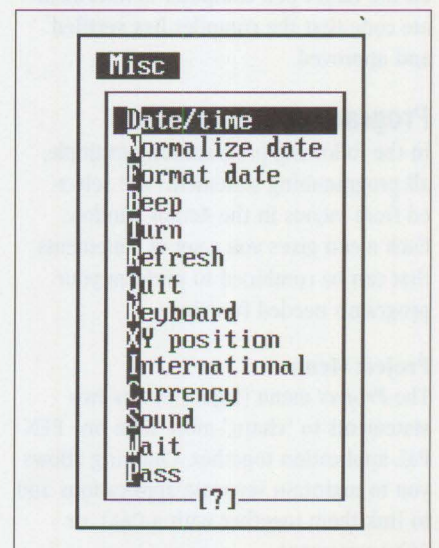 Misc
Date/time
Normalize date
Format date
Beep
Turn
Refresh
Quit
Keyboard
XY position
International
Currency
Sound
Wait
Pass
[?]